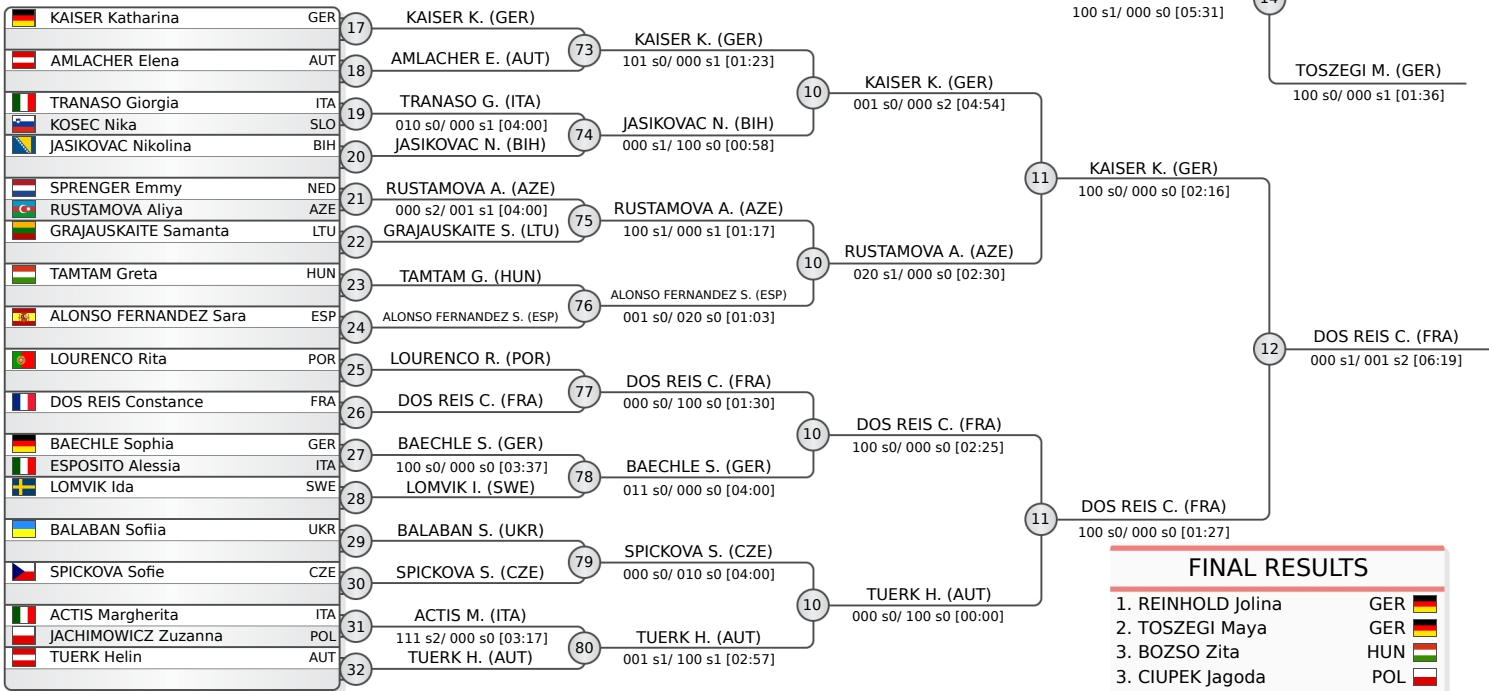 KAISER Katharina GER
AMLACHER Elena AUT
TRANASO Giorgia ITA
KOSEC Nika SLO
JASIKOVAC Nikolina BIH
SPRENGER Emmy NED
RUSTAMOVA Aliya AZE
GRAJAUSKAITE Samanta LTU
TAMTAM Greta HUN
ALONSO FERNANDEZ Sara ESP
LOURENCO Rita POR
DOS REIS Constance FRA
BAECHLE Sophia GER
ESPOSITO Alessia ITA
LOMVIK Ida SWE
BALABAN Sofiia UKR
SPICKOVA Sofie CZE
ACTIS Margherita ITA
JACHIMOWICZ Zuzanna POL
TUERK Helin AUT
17
18
19
20
21
22
23
24
25
26
27
28
29
30
31
32
KAISER K. (GER)
AMLACHER E. (AUT)
TRANASO G. (ITA)
010 s0/ 000 s1 [04:00]
JASIKOVAC N. (BIH)
RUSTAMOVA A. (AZE)
000 s2/ 001 s1 [04:00]
GRAJAUSKAITE S. (LTU)
TAMTAM G. (HUN)
ALONSO FERNANDEZ S. (ESP)
LOURENCO R. (POR)
DOS REIS C. (FRA)
BAECHLE S. (GER)
100 s0/ 000 s0 [03:37]
LOMVIK I. (SWE)
BALABAN S. (UKR)
SPICKOVA S. (CZE)
ACTIS M. (ITA)
111 s2/ 000 s0 [03:17]
TUERK H. (AUT)
73
74
75
76
77
78
79
80
KAISER K. (GER)
101 s0/ 000 s1 [01:23]
JASIKOVAC N. (BIH)
000 s1/ 100 s0 [00:58]
RUSTAMOVA A. (AZE)
100 s1/ 000 s1 [01:17]
ALONSO FERNANDEZ S. (ESP)
001 s0/ 020 s0 [01:03]
DOS REIS C. (FRA)
000 s0/ 100 s0 [01:30]
BAECHLE S. (GER)
011 s0/ 000 s0 [04:00]
SPICKOVA S. (CZE)
000 s0/ 010 s0 [04:00]
TUERK H. (AUT)
001 s1/ 100 s1 [02:57]
10
10
10
10
KAISER K. (GER)
001 s0/ 000 s2 [04:54]
RUSTAMOVA A. (AZE)
020 s1/ 000 s0 [02:30]
DOS REIS C. (FRA)
100 s0/ 000 s0 [02:25]
TUERK H. (AUT)
000 s0/ 100 s0 [00:00]
11
11
KAISER K. (GER)
100 s0/ 000 s0 [02:16]
DOS REIS C. (FRA)
100 s0/ 000 s0 [01:27]
12
DOS REIS C. (FRA)
000 s1/ 001 s2 [06:19]
100 s1/ 000 s0 [05:31]
TOSZEGI M. (GER)
100 s0/ 000 s1 [01:36]
FINAL RESULTS
1. REINHOLD Jolina GER
2. TOSZEGI Maya GER
3. BOZSO Zita HUN
3. CIUPEK Jagoda POL